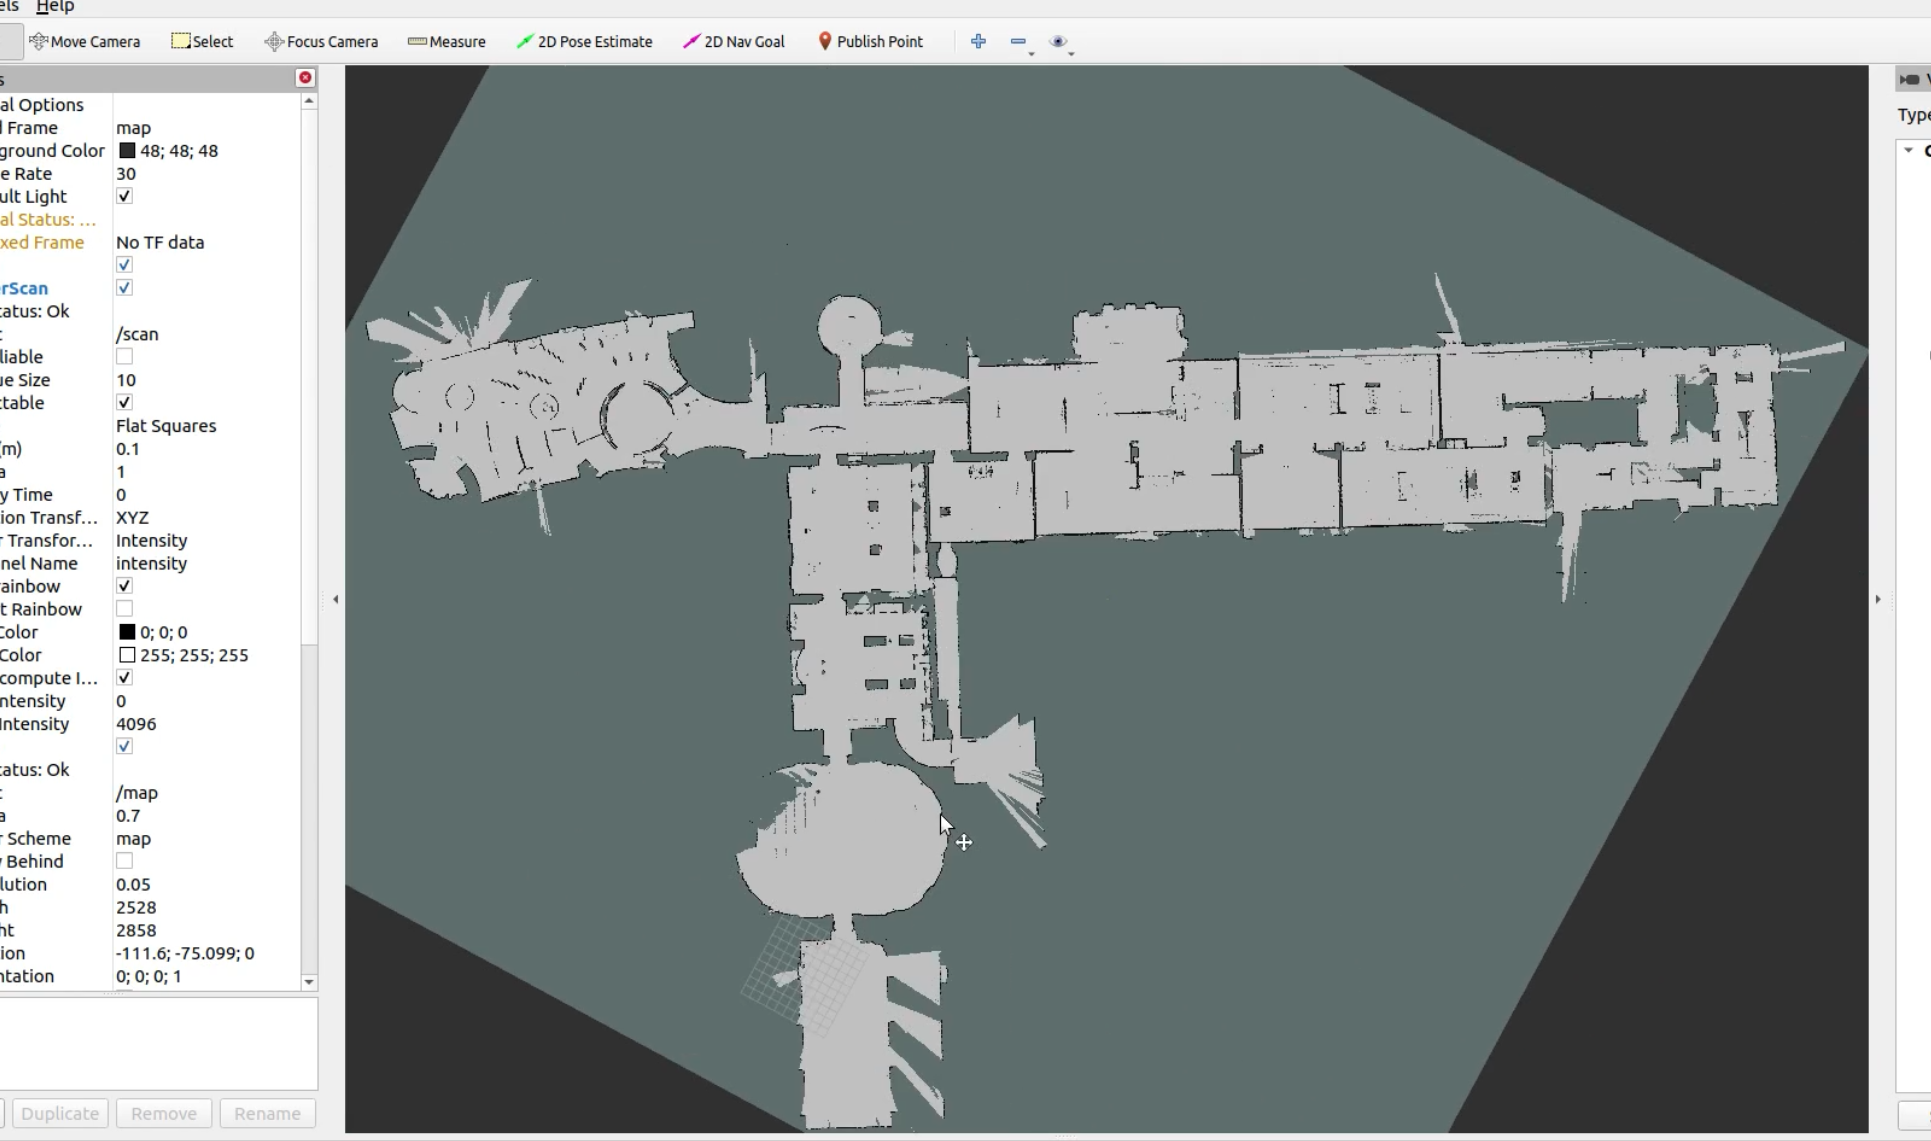 els Help
Move Camera Select Focus Camera Measure 2D Pose Estimate 2D Nav Goal Publish Point
s
al Options
l Frame map
ground Color 48; 48; 48
e Rate 30
ult Light
al Status: ...
xed Frame No TF data
rScan
tatus: Ok
t /scan
liable
ue Size 10
ctable
Flat Squares
(m) 0.1
a 1
y Time 0
ion Transf... XYZ
r Transfor... Intensity
nel Name intensity
rainbow
t Rainbow
Color 0; 0; 0
Color 255; 255; 255
compute I...
ntensity 0
Intensity 4096
tatus: Ok
t /map
a 0.7
r Scheme map
v Behind
lution 0.05
h 2528
ht 2858
ion -111.6; -75.099; 0
ntation 0; 0; 0; 1
Duplicate Remove Rename
Type